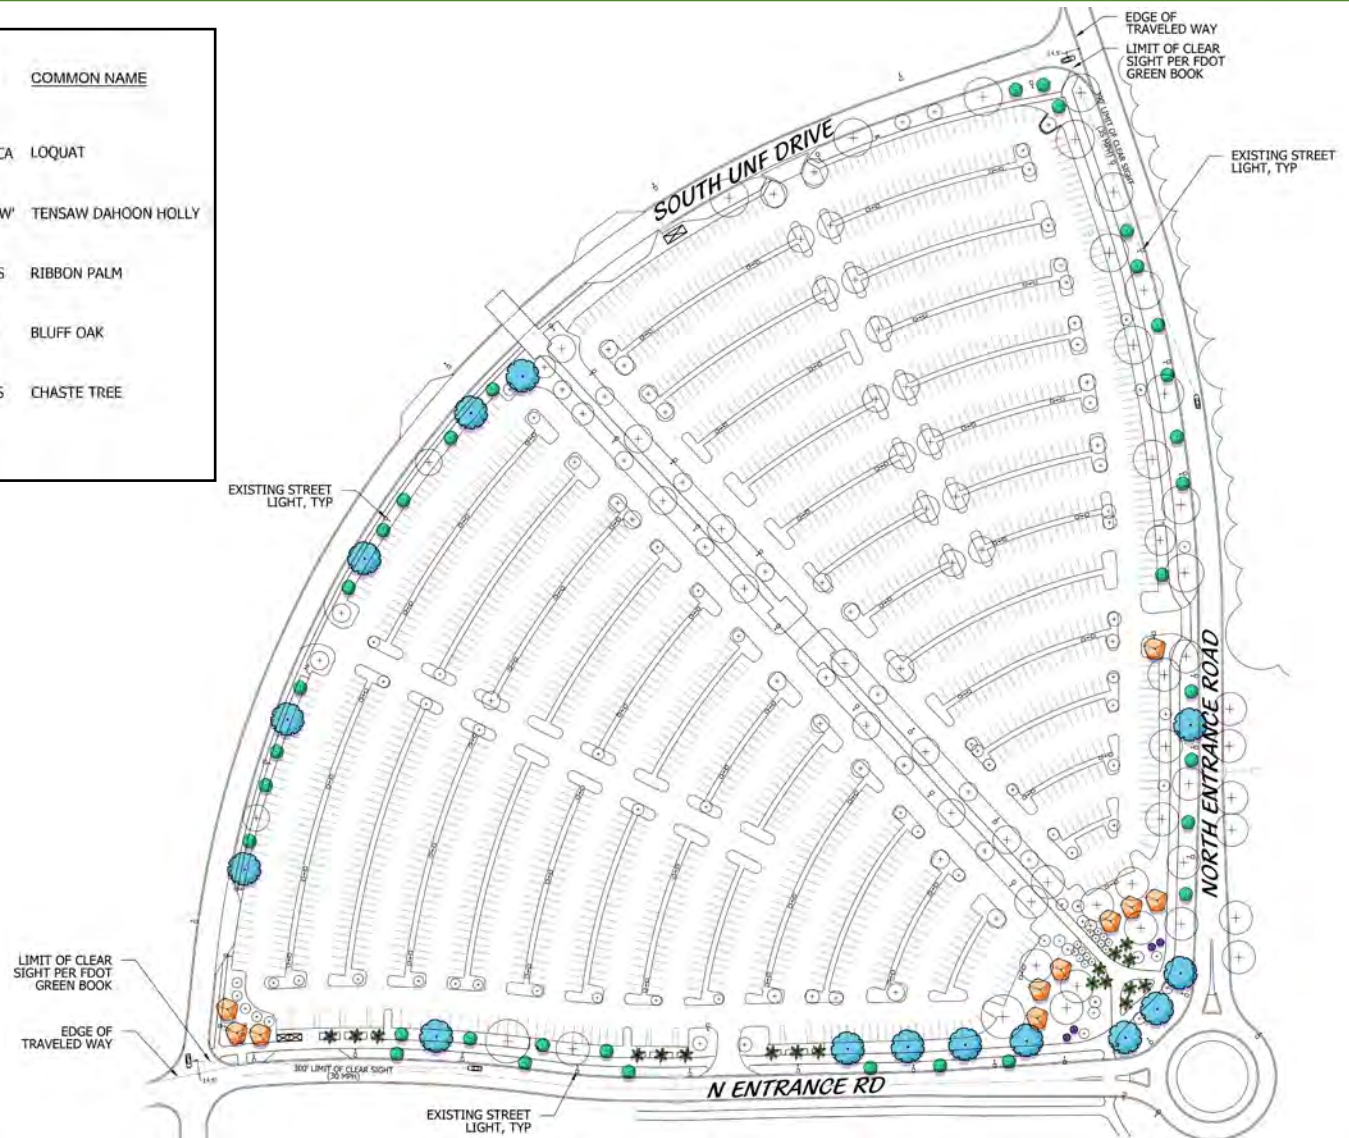 COMMON NAME
CA LOQUAT
W' TENSAW DAHOON HOLLY
S RIBBON PALM
BLUFF OAK
S CHASTE TREE
EDGE OF
TRAVELED WAY
LIMIT OF CLEAR
SIGHT PER FDOT
GREEN BOOK
SOUTH UNF DRIVE
EXISTING STREET
LIGHT, TYP
EXISTING STREET
LIGHT, TYP
NORTH ENTRANCE ROAD
LIMIT OF CLEAR
SIGHT PER FDOT
GREEN BOOK
EDGE OF
TRAVELED WAY
14.5'
300' LIMIT OF CLEAR SIGHT
(30 MPH)
N ENTRANCE RD
EXISTING STREET
LIGHT, TYP